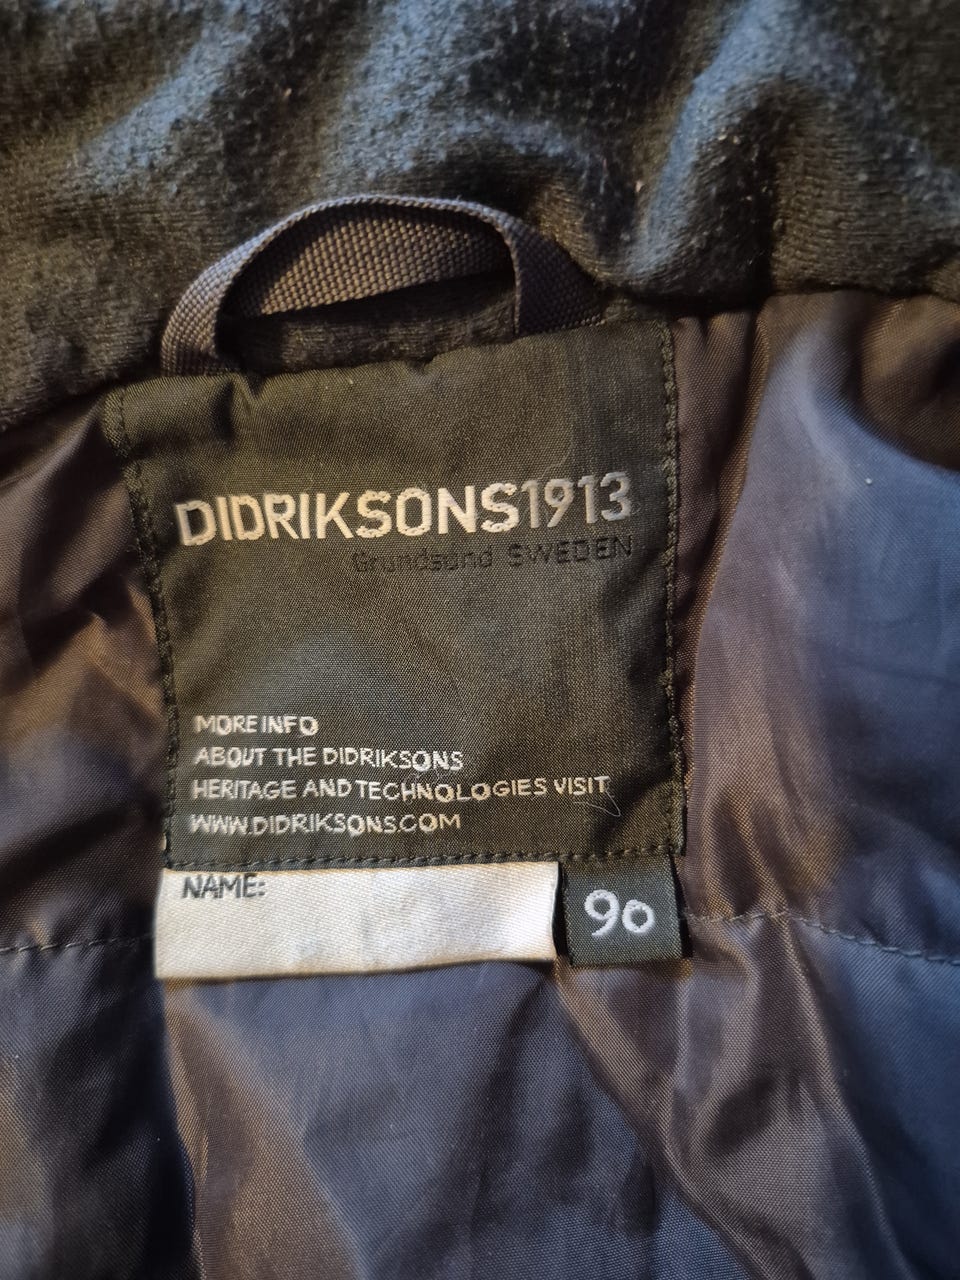 DIDRIKSONS1913
Grundsund SWEDEN
MORE INFO
ABOUT THE DIDRIKSONS
HERITAGE AND TECHNOLOGIES VISIT
WWW.DIDRIKSONS.COM
NAME:
90